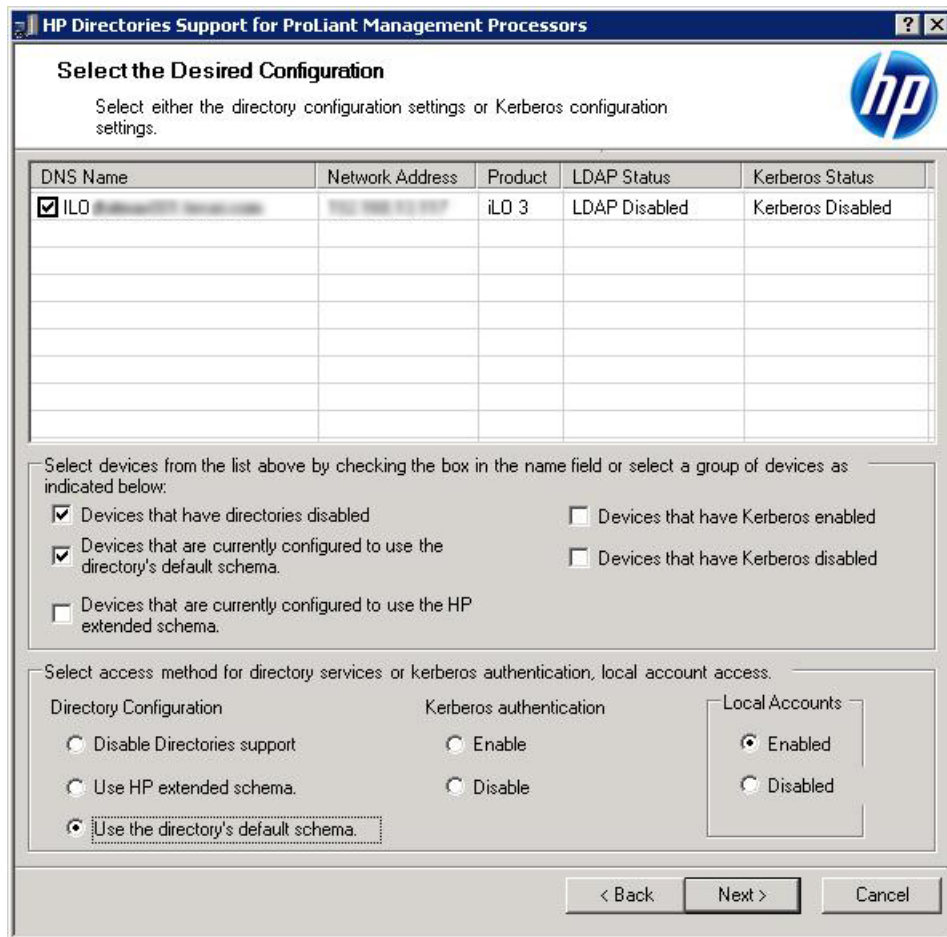 HP Directories Support for ProLiant Management Processors
Select the Desired Configuration
Select either the directory configuration settings or Kerberos configuration
settings.
hp
DNS Name Network Address Product LDAP Status Kerberos Status
ILO iLO 3 LDAP Disabled Kerberos Disabled
Select devices from the list above by checking the box in the name field or select a group of devices as
indicated below:
Devices that have directories disabled
Devices that have Kerberos enabled
Devices that are currently configured to use the
directory's default schema.
Devices that have Kerberos disabled
Devices that are currently configured to use the HP
extended schema.
Select access method for directory services or kerberos authentication, local account access.
Directory Configuration Kerberos authentication Local Accounts
Disable Directories support Enable Enabled
Use HP extended schema. Disable Disabled
Use the directory's default schema.
< Back Next > Cancel